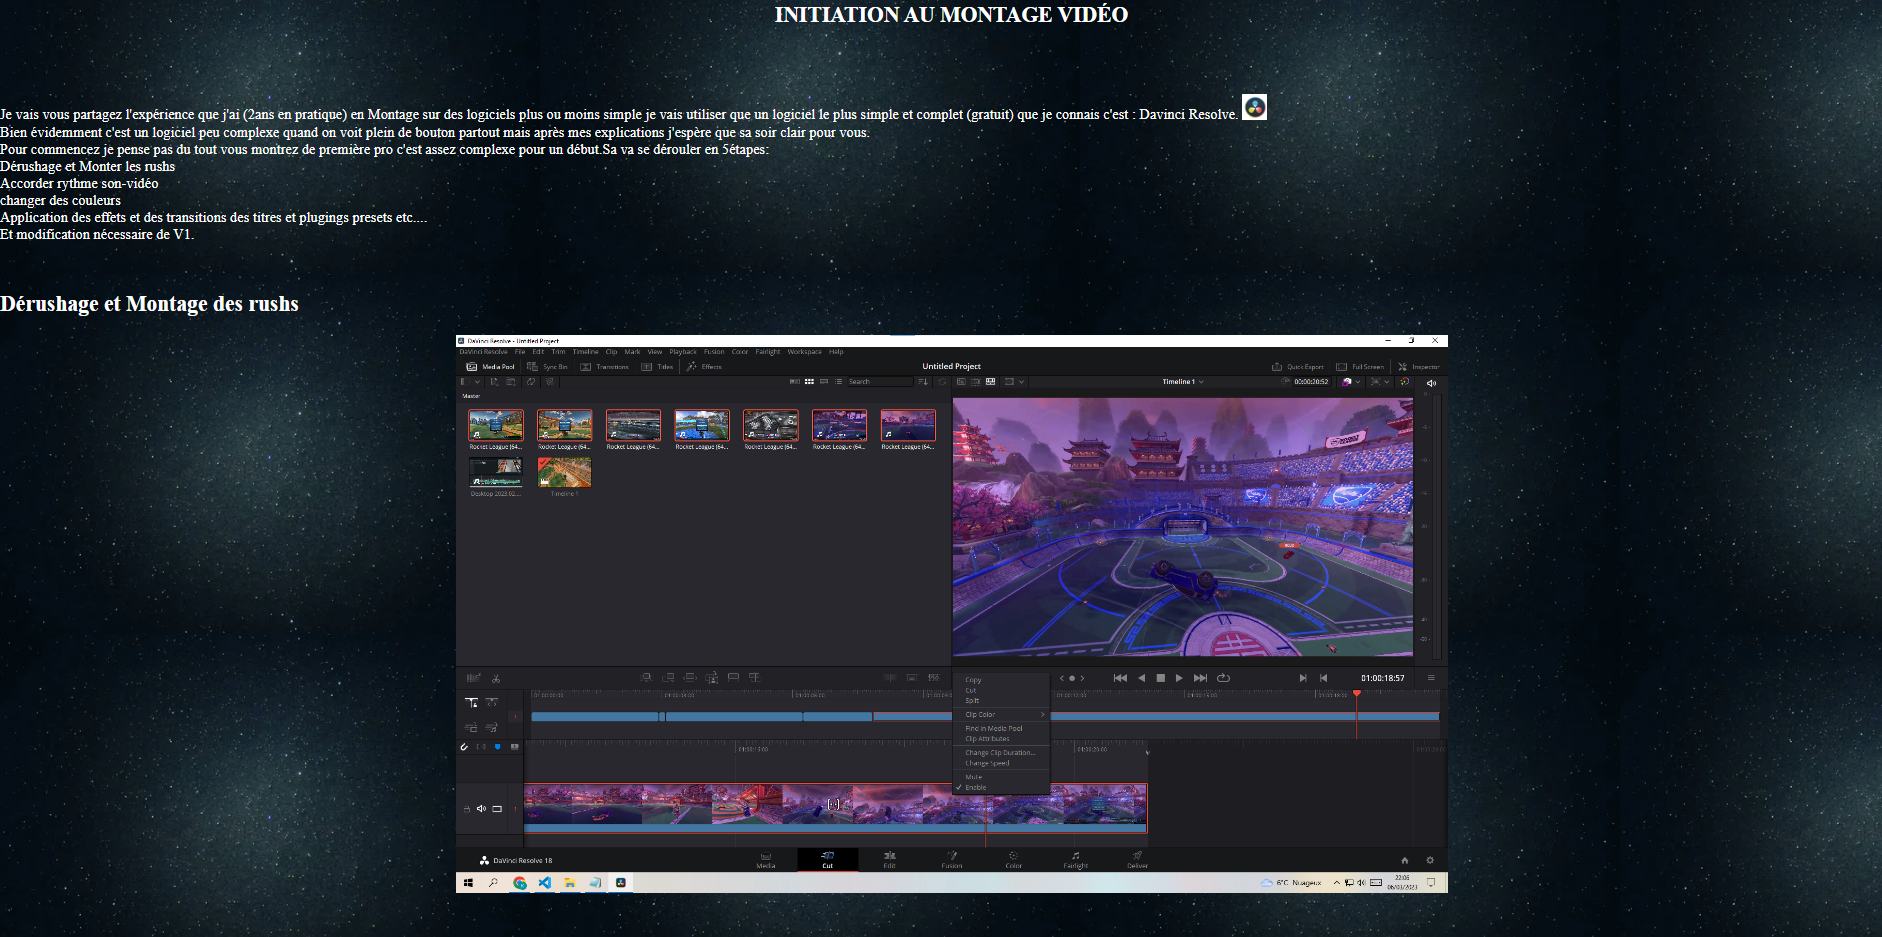 INITIATION AU MONTAGE VIDÉO
Je vais vous partagez l'expérience que j'ai (2ans en pratique) en Montage sur des logiciels plus ou moins simple je vais utiliser que un logiciel le plus simple et complet (gratuit) que je connais c'est : Davinci Resolve.
Bien évidemment c'est un logiciel peu complexe quand on voit plein de bouton partout mais après mes explications j'espère que sa soir clair pour vous.
Pour commencez je pense pas du tout vous montrez de première pro c'est assez complexe pour un début.Sa va se dérouler en 5étapes:
Dérushage et Monter les rushs
Accorder rythme son-vidéo
changer des couleurs
Application des effets et des transitions des titres et plugings presets etc....
Et modification nécessaire de V1.
Dérushage et Montage des rushs
DaVinci Resolve - Untitled Project
DaVinci Resolve File Edit Trim Timeline Clip Mark View Playback Fusion Color Fairlight Workspace Help
Media Pool Sync Bin Transitions Titles Effects Untitled Project Quick Export Full Screen Inspector
Search Timeline 1 00:00:20:52
Master
Rocket League (64... Rocket League (64... Rocket League (64... Rocket League (64... Rocket League (64... Rocket League (64... Rocket League (64...
Desktop 2023.02.... Timeline 1
Copy
Cut
Split
Clip Color
Find in Media Pool
Clip Attributes
Change Clip Duration...
Change Speed
Mute
Enable
01:00:18:57
01:00:15:00 01:00:20:00
DaVinci Resolve 18 Media Cut Edit Fusion Color Fairlight Deliver
6°C Nuageux 22:06
06/03/2023